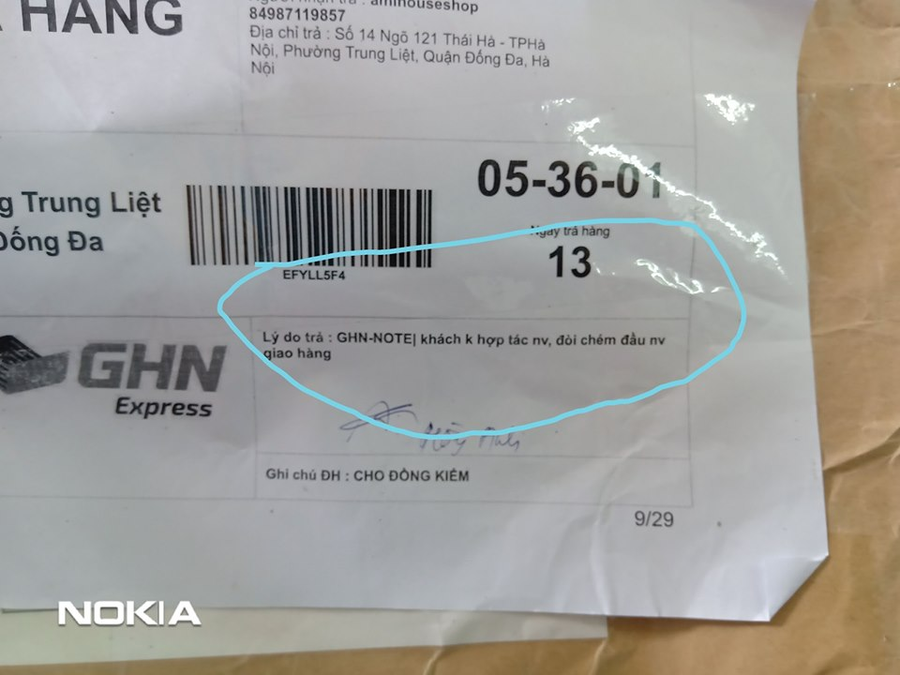 HÀNG
amihouseshop
84987119857
Địa chỉ trả : Số 14 Ngõ 121 Thái Hà - TPHà
Nội, Phường Trung Liệt, Quận Đống Đa, Hà
Nội
g Trung Liệt
Đống Đa
EFYLL5F4
05-36-01
Ngày trả hàng
13
GHN
Express
Lý do trả : GHN-NOTE| khách k hợp tác nv, đòi chém đầu nv
giao hàng
Ghi chú ĐH : CHO ĐỒNG KIỂM
9/29
NOKIA